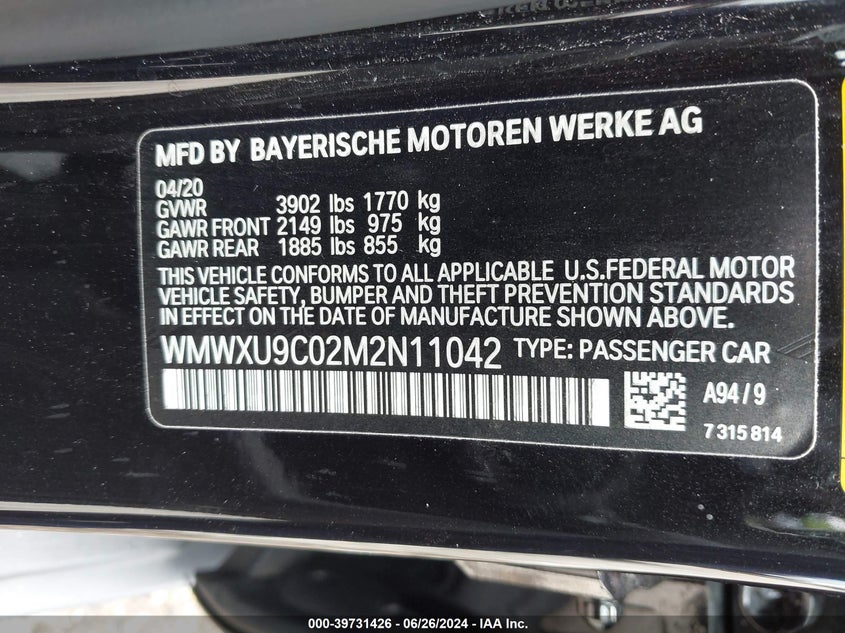 MFD BY BAYERISCHE MOTOREN WERKE AG
04/20
GVWR 3902 lbs 1770 kg
GAWR FRONT 2149 lbs 975 kg
GAWR REAR 1885 lbs 855 kg
THIS VEHICLE CONFORMS TO ALL APPLICABLE U.S.FEDERAL MOTOR
VEHICLE SAFETY, BUMPER AND THEFT PREVENTION STANDARDS
IN EFFECT ON THE DATE OF MANUFACTURE SHOWN ABOVE.
WMWXU9C02M2N11042 TYPE: PASSENGER CAR
A94/9
7315814
000-39731426 / 06/26/2024 / IAA Inc.